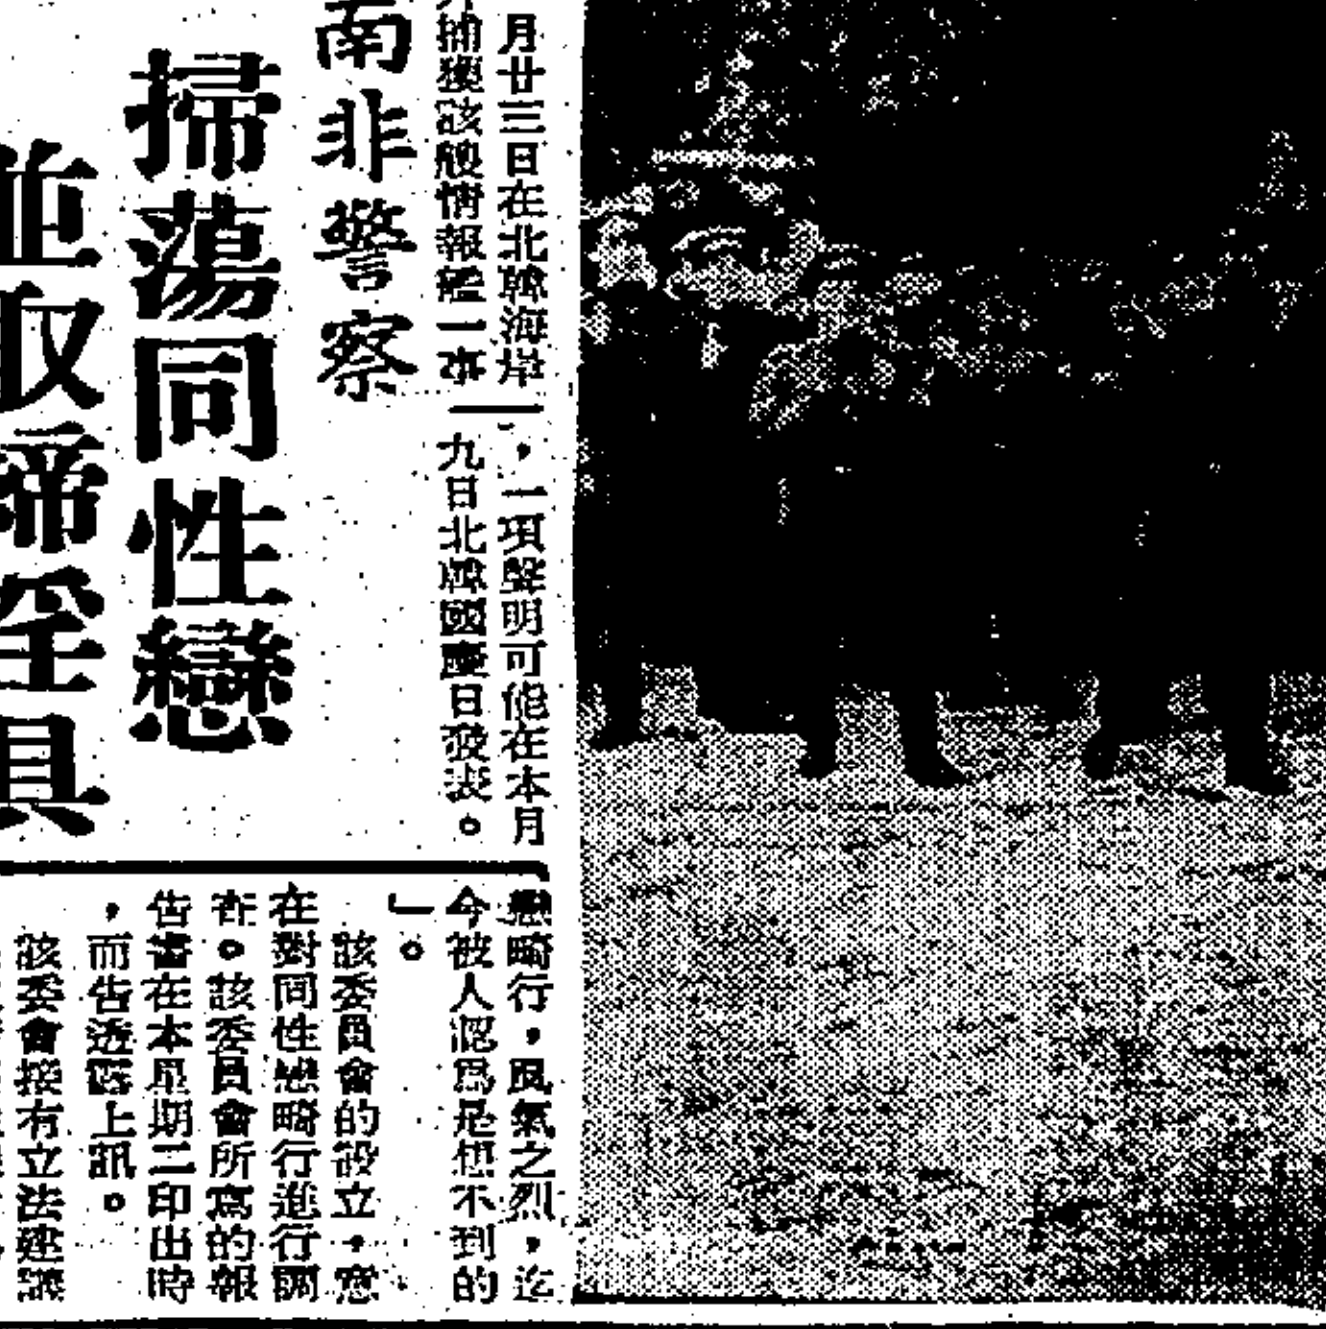 月廿三日在北韓海岸
捕獲該艘情報艦一事
，一項聲明可能在本月
九日北韓國慶日發表。
南非警察
掃蕩同性戀
並取締淫具
戀畸行，風氣之烈，迄
今被人認爲是想不到的
」。
該委員會的設立，意
在對同性戀畸行進行調
查。該委員會所寫的報
告書在本星期二印出時
，而告透露上訊。
該委會接有立法建議